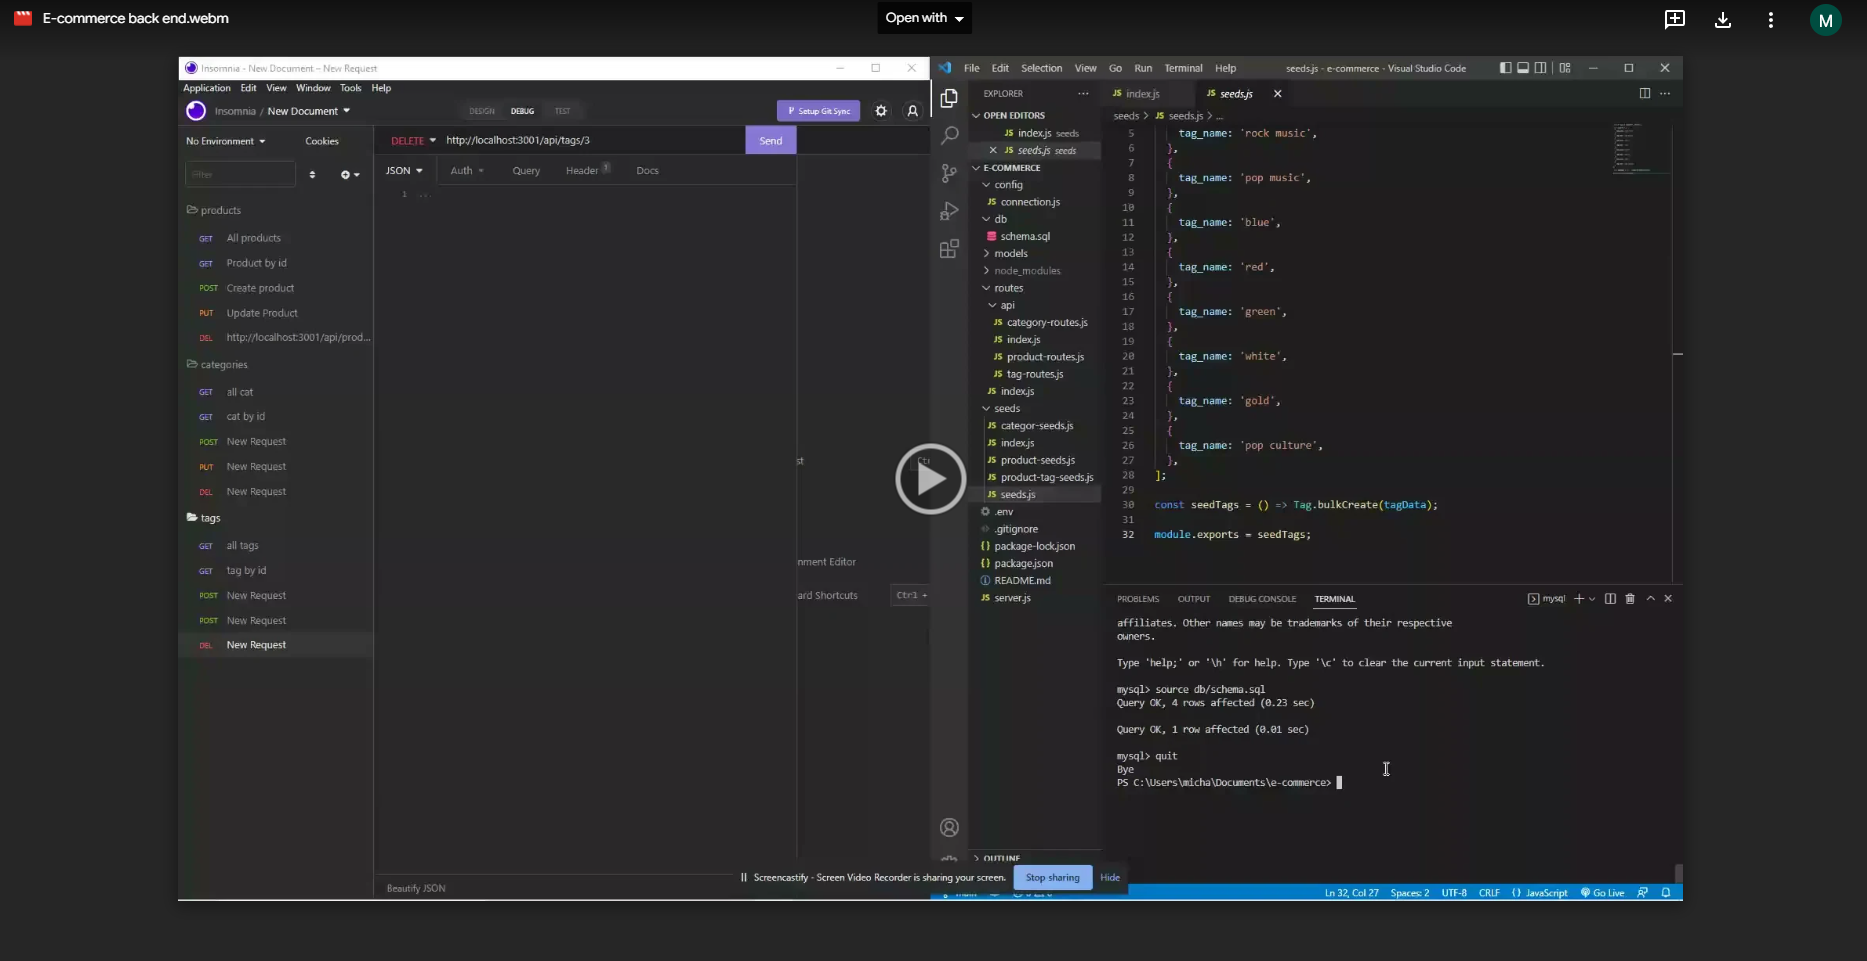 E-commerce back end.webm
Open with
M
Insomnia - New Document – New Request
Application Edit View Window Tools Help
Insomnia / New Document
DESIGN DEBUG TEST
Setup Git Sync
No Environment
Cookies
DELETE http://localhost:3001/api/tags/3
Send
Filter
JSON Auth Query Header 1 Docs
1
products
GET All products
GET Product by id
POST Create product
PUT Update Product
DEL http://localhost:3001/api/prod...
categories
GET all cat
GET cat by id
POST New Request
PUT New Request
DEL New Request
tags
GET all tags
GET tag by id
POST New Request
POST New Request
DEL New Request
st
nment Editor
ard Shortcuts
Ctrl +
Beautify JSON
File Edit Selection View Go Run Terminal Help
seeds.js - e-commerce - Visual Studio Code
EXPLORER
OPEN EDITORS
JS index.js seeds
JS seeds.js seeds
E-COMMERCE
config
JS connection.js
db
schema.sql
models
node_modules
routes
api
JS category-routes.js
JS index.js
JS product-routes.js
JS tag-routes.js
JS index.js
seeds
JS categor-seeds.js
JS index.js
JS product-seeds.js
JS product-tag-seeds.js
JS seeds.js
.env
.gitignore
{} package-lock.json
{} package.json
README.md
JS server.js
OUTLINE
JS index.js
JS seeds.js
seeds > JS seeds.js > ...
5 tag_name: 'rock music',
6 },
7 {
8 tag_name: 'pop music',
9 },
10 {
11 tag_name: 'blue',
12 },
13 {
14 tag_name: 'red',
15 },
16 {
17 tag_name: 'green',
18 },
19 {
20 tag_name: 'white',
21 },
22 {
23 tag_name: 'gold',
24 },
25 {
26 tag_name: 'pop culture',
27 },
28 ];
29
30 const seedTags = () => Tag.bulkCreate(tagData);
31
32 module.exports = seedTags;
PROBLEMS OUTPUT DEBUG CONSOLE TERMINAL
mysql
affiliates. Other names may be trademarks of their respective
owners.
Type 'help;' or '\h' for help. Type '\c' to clear the current input statement.
mysql> source db/schema.sql
Query OK, 4 rows affected (0.23 sec)
Query OK, 1 row affected (0.01 sec)
mysql> quit
Bye
PS C:\Users\micha\Documents\e-commerce>
Screencastify - Screen Video Recorder is sharing your screen.
Stop sharing
Hide
Ln 32, Col 27 Spaces: 2 UTF-8 CRLF {} JavaScript Go Live